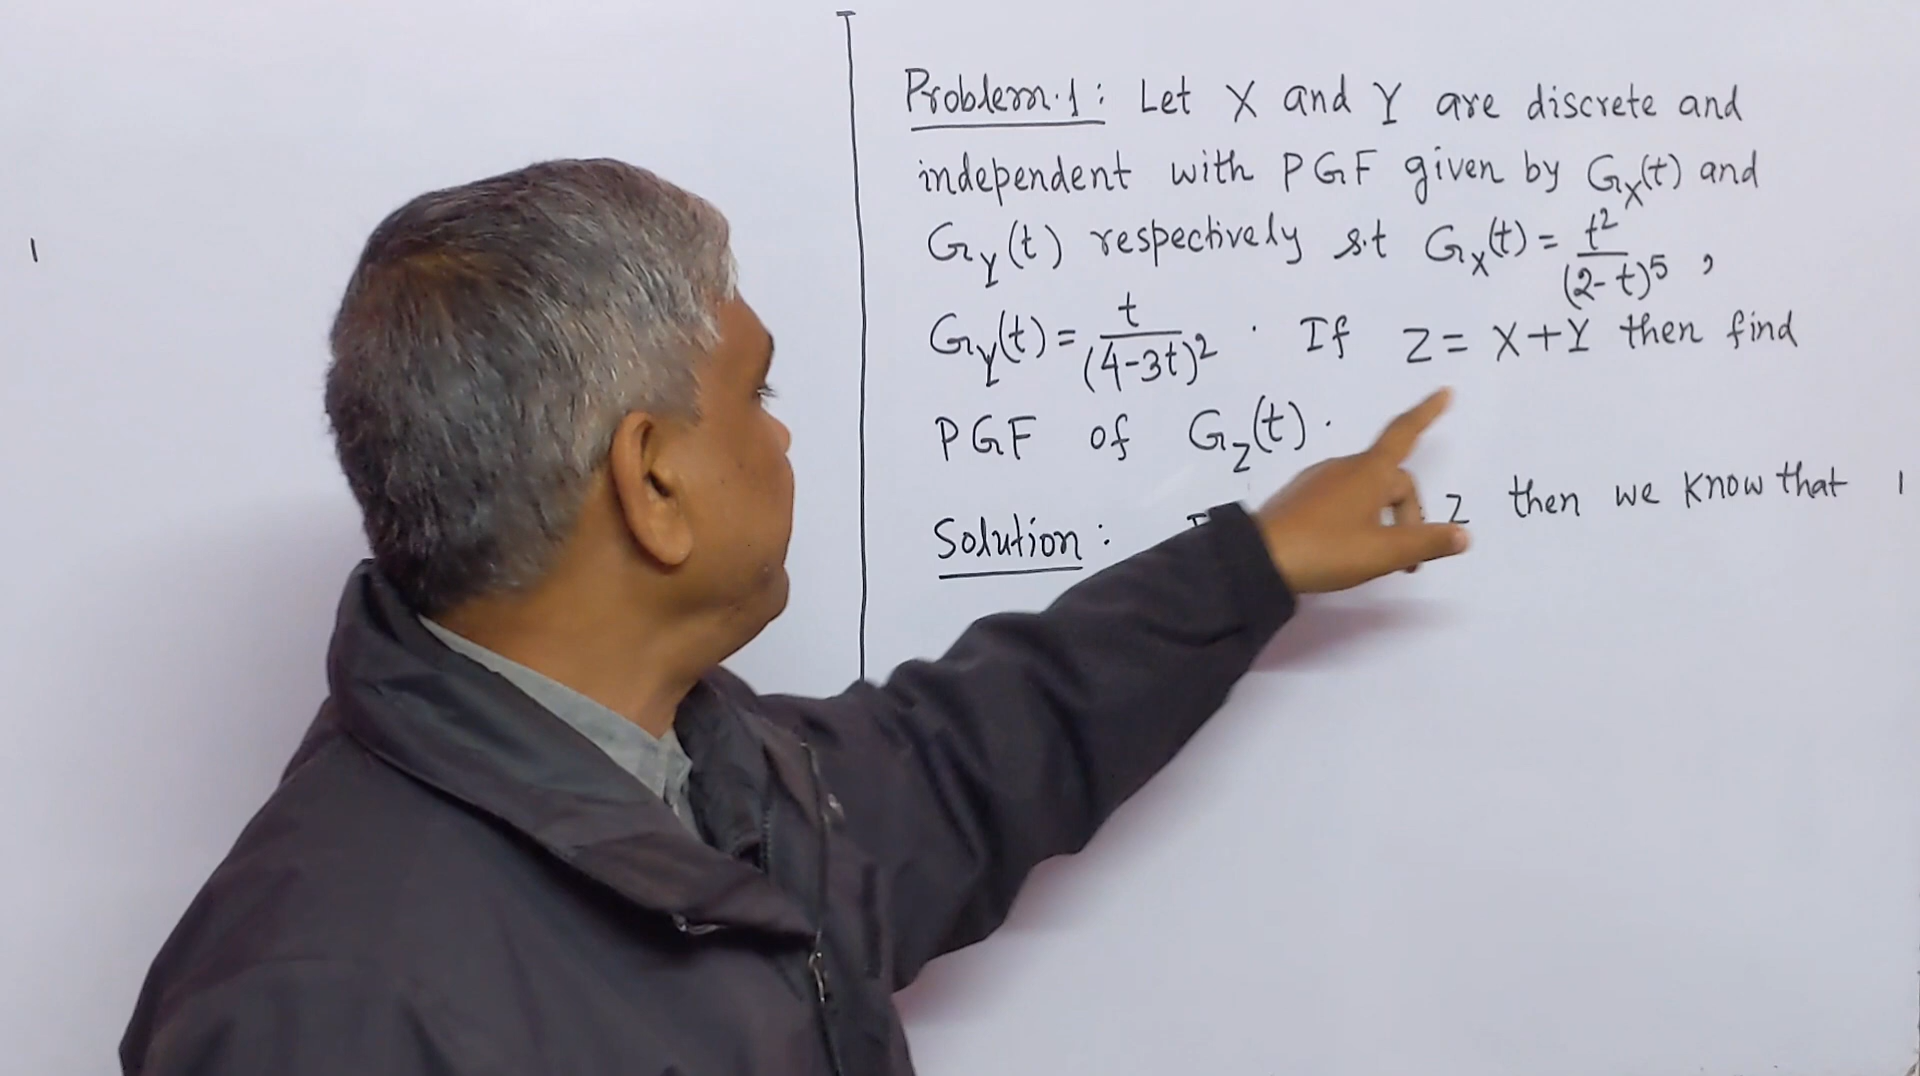 Problem.1: Let X and Y are discrete and
independent with PGF given by G_X(t) and
G_Y(t) respectively s.t G_X(t) = t²/(2-t)⁵ ,
G_Y(t) = t/(4-3t)² . If Z = X+Y then find
PGF of G_Z(t).
Solution: Z then we know that